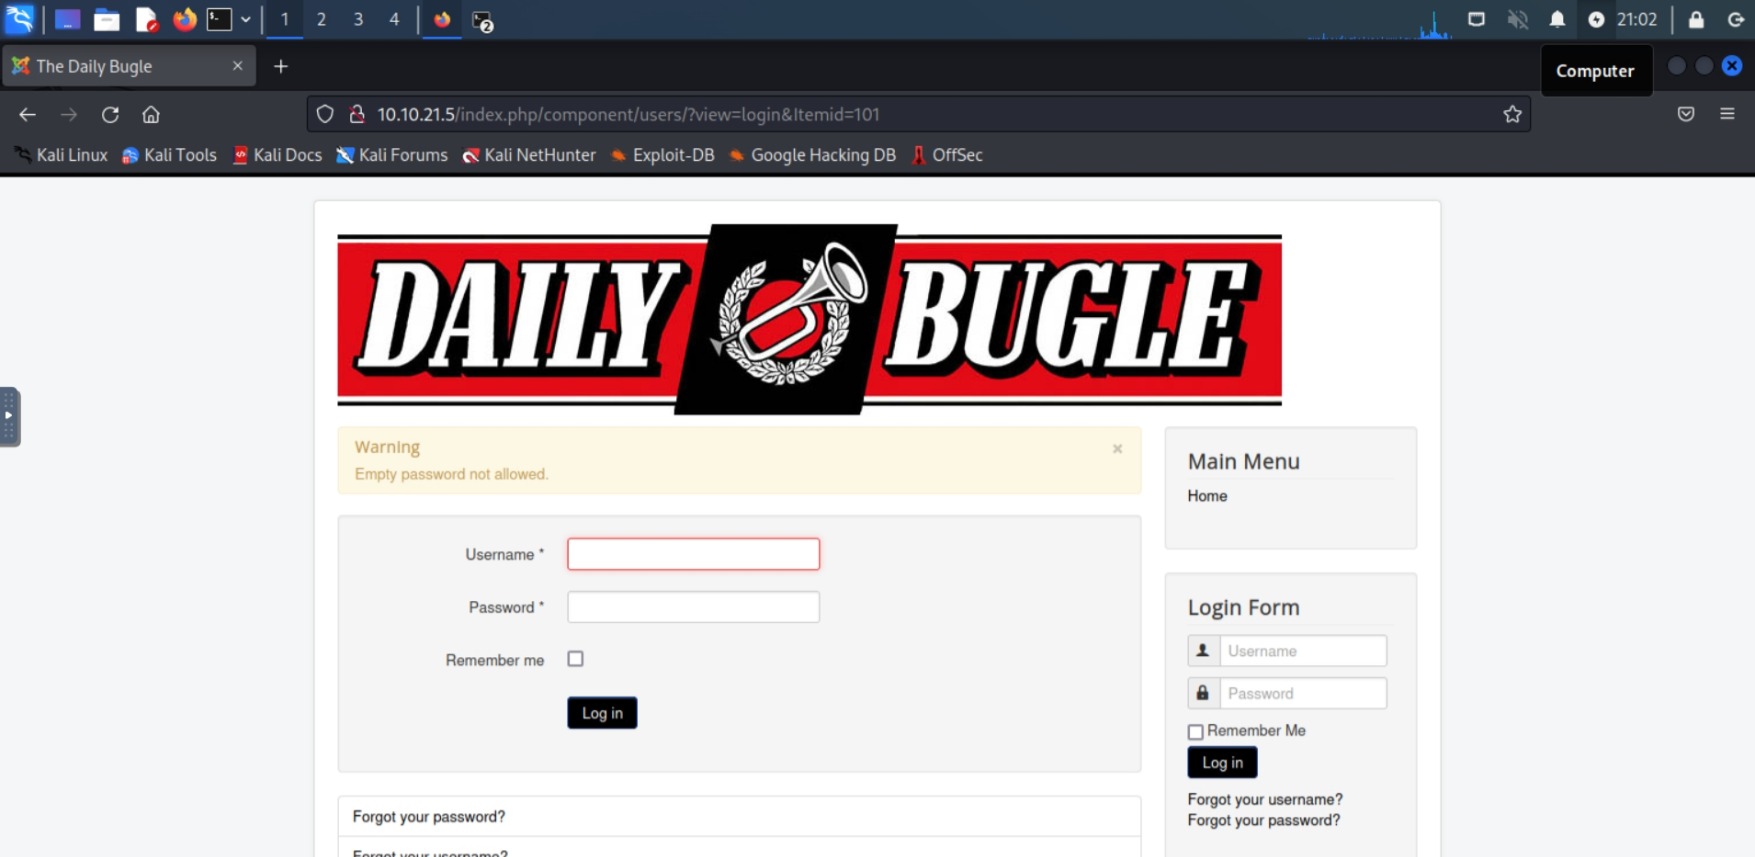 1 2 3 4 2 21:02
The Daily Bugle
Computer
10.10.21.5/index.php/component/users/?view=login&Itemid=101
Kali Linux Kali Tools Kali Docs Kali Forums Kali NetHunter Exploit-DB Google Hacking DB OffSec
DAILY BUGLE
Warning
Empty password not allowed.
Username *
Password *
Remember me
Log in
Forgot your password?
Forgot your username?
Main Menu
Home
Login Form
Username
Password
Remember Me
Log in
Forgot your username?
Forgot your password?